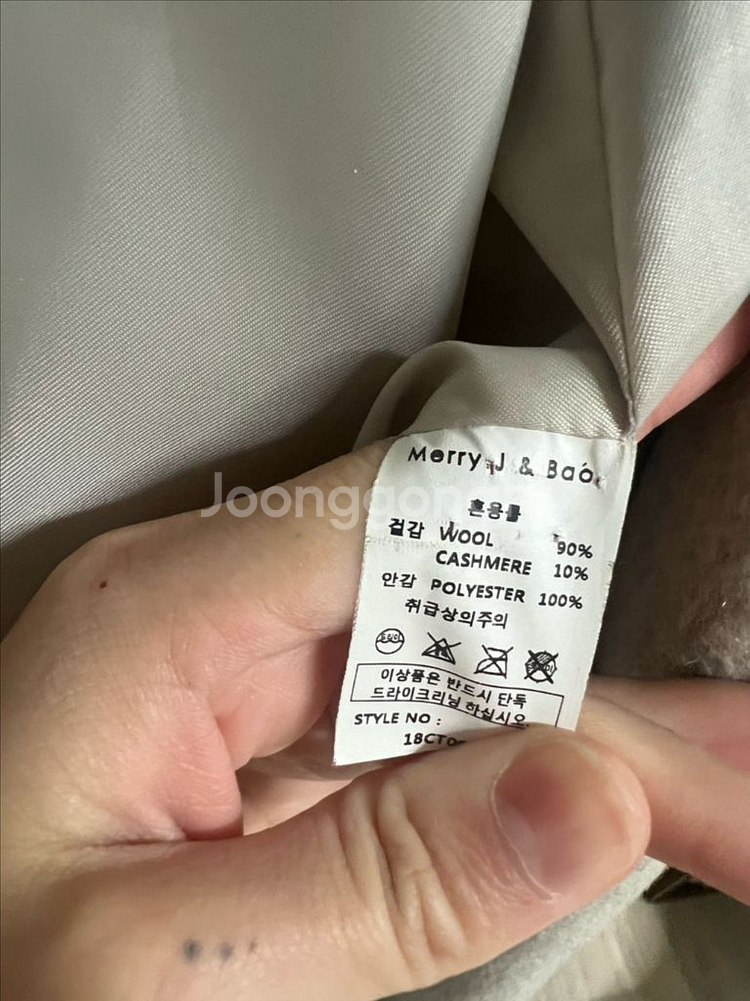 Merry J & Bao
Joonggon
혼용률
겉감 WOOL 90%
CASHMERE 10%
안감 POLYESTER 100%
취급상의주의
이상품은 반드시 단독
드라이크리닝 하십시오
STYLE NO :